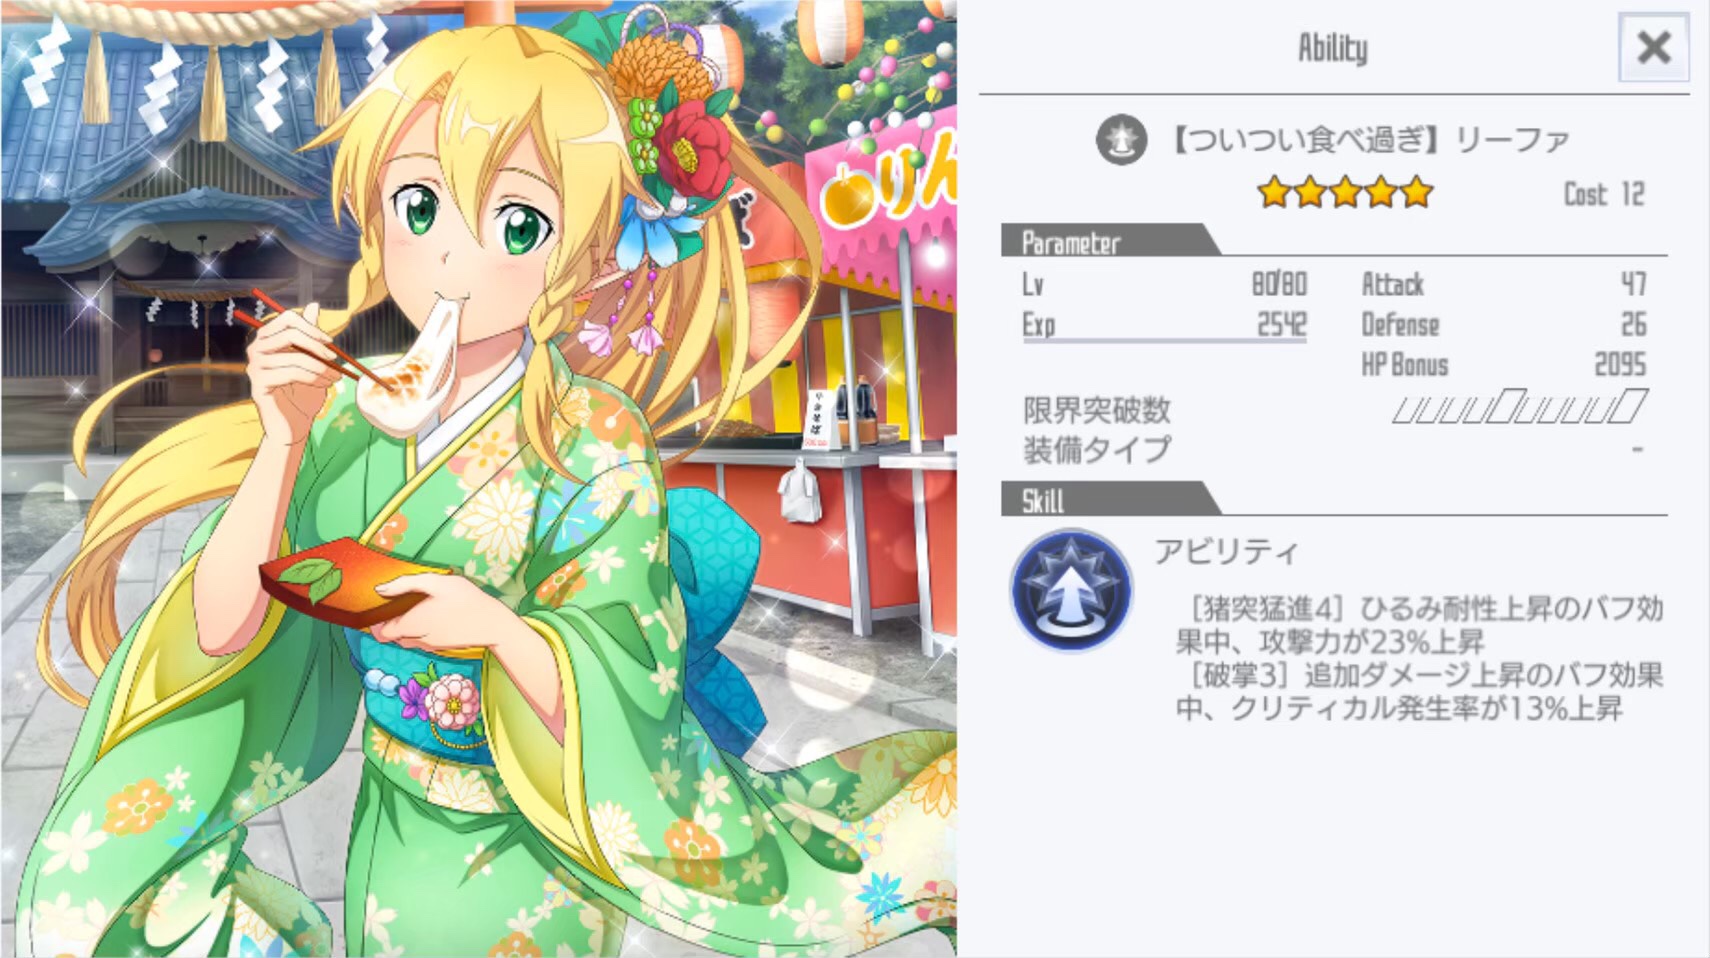 Ability
【ついつい食べ過ぎ】リーファ
Cost 12
Parameter
Lv 80/80 Attack 47
Exp 2542 Defense 26
HP Bonus 2095
限界突破数
装備タイプ -
Skill
アビリティ
［猪突猛進4］ひるみ耐性上昇のバフ効
果中、攻撃力が23%上昇
［破掌3］追加ダメージ上昇のバフ効果
中、クリティカル発生率が13%上昇
りん